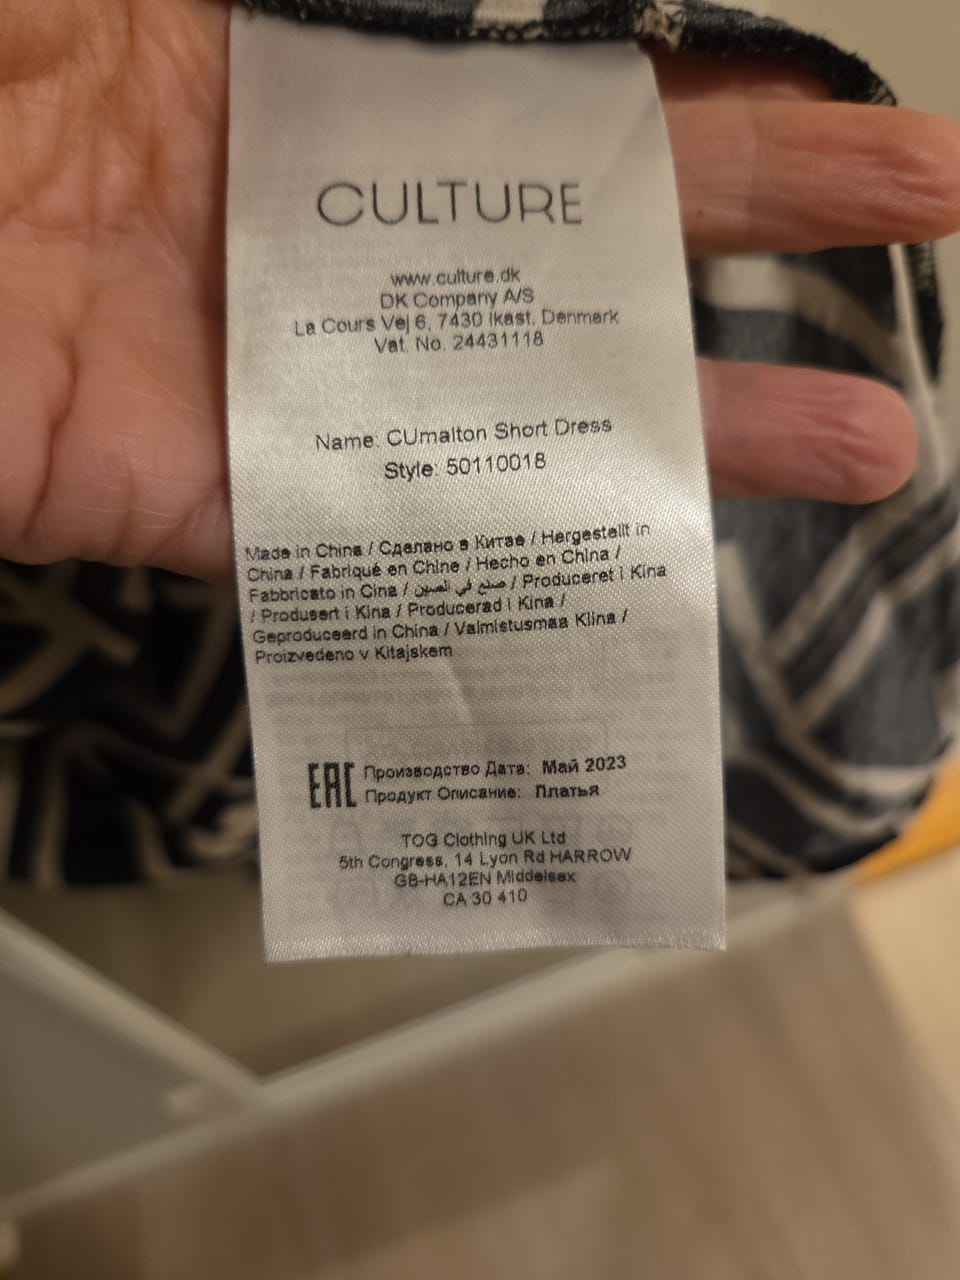 CULTURE
www.culture.dk
DK Company A/S
La Cours Vej 6, 7430 Ikast, Denmark
Vat. No. 24431118
Name: CUmalton Short Dress
Style: 50110018
Made in China / Сделано в Китае / Hergestellt in
China / Fabriqué en Chine / Hecho en China /
Fabbricato in Cina / صنع في الصين / Produceret i Kina
/ Produsert i Kina / Producerad i Kina /
Geproduceerd in China / Valmistusmaa Kiina /
Proizvedeno v Kitajskem
EAC Производство Дата: Май 2023
Продукт Описание: Платья
TOG Clothing UK Ltd
5th Congress, 14 Lyon Rd HARROW
GB-HA12EN Middelsex
CA 30 410